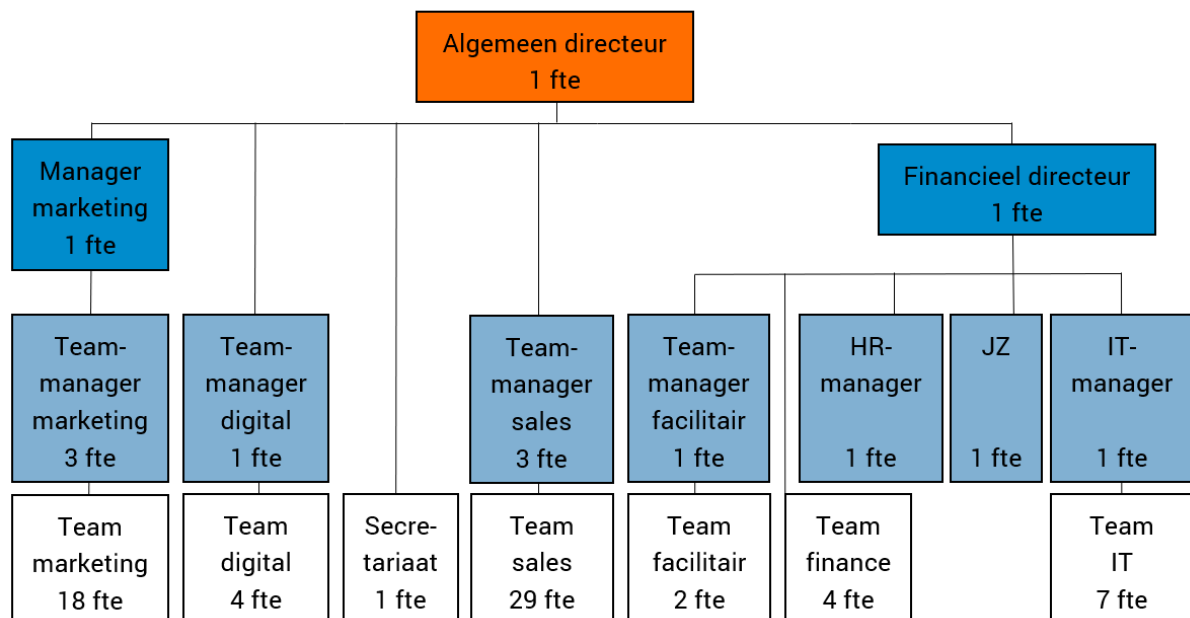 Algemeen directeur
1 fte
Manager
marketing
1 fte
Financieel directeur
1 fte
Team-
manager
marketing
3 fte
Team-
manager
digital
1 fte
Team-
manager
sales
3 fte
Team-
manager
facilitair
1 fte
HR-
manager
1 fte
JZ
1 fte
IT-
manager
1 fte
Team
marketing
18 fte
Team
digital
4 fte
Secre-
tariaat
1 fte
Team
sales
29 fte
Team
facilitair
2 fte
Team
finance
4 fte
Team
IT
7 fte